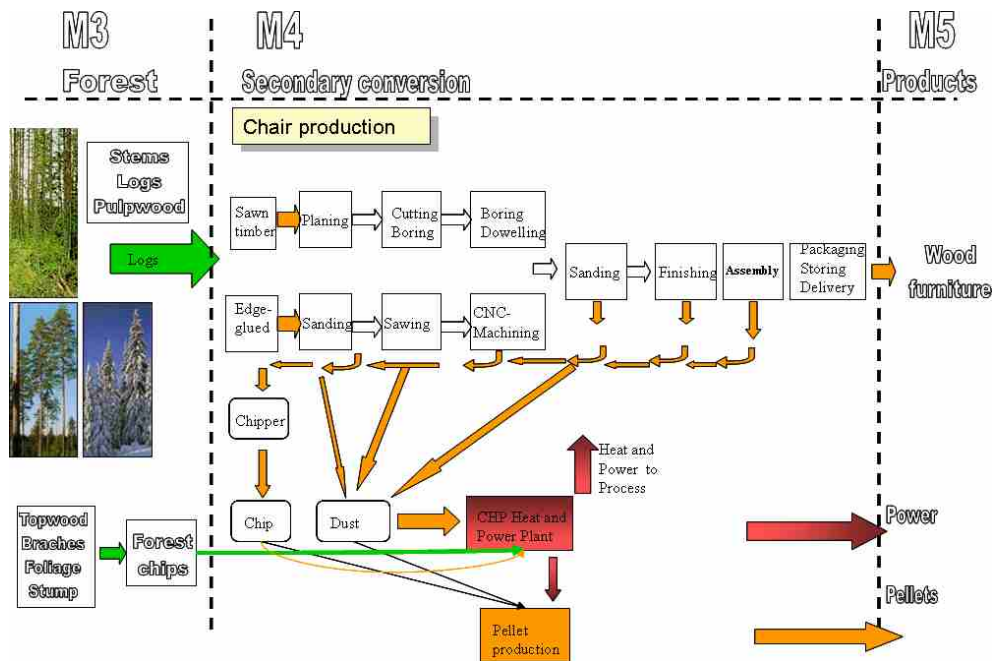 M3
Forest
M4
Secondary conversion
M5
Products
Chair production
Stems
Logs
Pulpwood
Logs
Sawn
timber
Planing
Cutting
Boring
Boring
Dowelling
Edge-
glued
Sanding
Sawing
CNC-
Machining
Sanding
Finishing
Assembly
Packaging
Storing
Delivery
Wood
furniture
Chipper
Chip
Dust
CHP Heat and
Power Plant
Heat and
Power to
Process
Topwood
Braches
Foliage
Stump
Forest
chips
Pellet
production
Power
Pellets